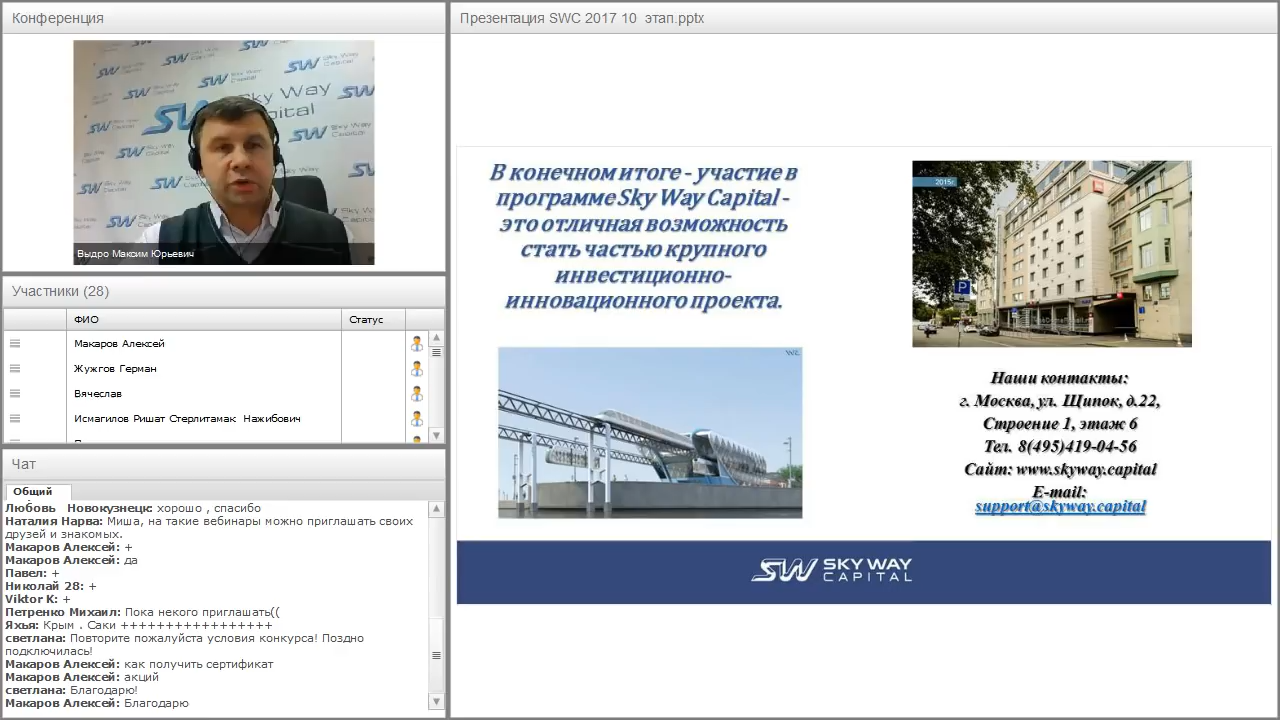 Конференция
SW Sky Way Capital
Выдро Максим Юрьевич
Участники (28)
ФИО
Статус
Макаров Алексей
Жужгов Герман
Вячеслав
Исмагилов Ришат Стерлитамак Нажибович
Чат
Общий
Любовь Новокузнецк: хорошо , спасибо
Наталия Нарва: Миша, на такие вебинары можно приглашать своих
друзей и знакомых.
Макаров Алексей: +
Макаров Алексей: да
Павел: +
Николай 28: +
Viktor K: +
Петренко Михаил: Пока некого приглашать((
Яхья: Крым . Саки +++++++++++++++++
светлана: Повторите пожалуйста условия конкурса! Поздно
подключилась!
Макаров Алексей: как получить сертификат
Макаров Алексей: акций
светлана: Благодарю!
Макаров Алексей: Благодарю
Презентация SWC 2017 10 этап.pptx
В конечном итоге - участие в
программе Sky Way Capital -
это отличная возможность
стать частью крупного
инвестиционно-
инновационного проекта.
2015г
P
Наши контакты:
г. Москва, ул. Щипок, д.22,
Строение 1, этаж 6
Тел. 8(495)419-04-56
Сайт: www.skyway.capital
E-mail:
support@skyway.capital
SW SKY WAY
CAPITAL